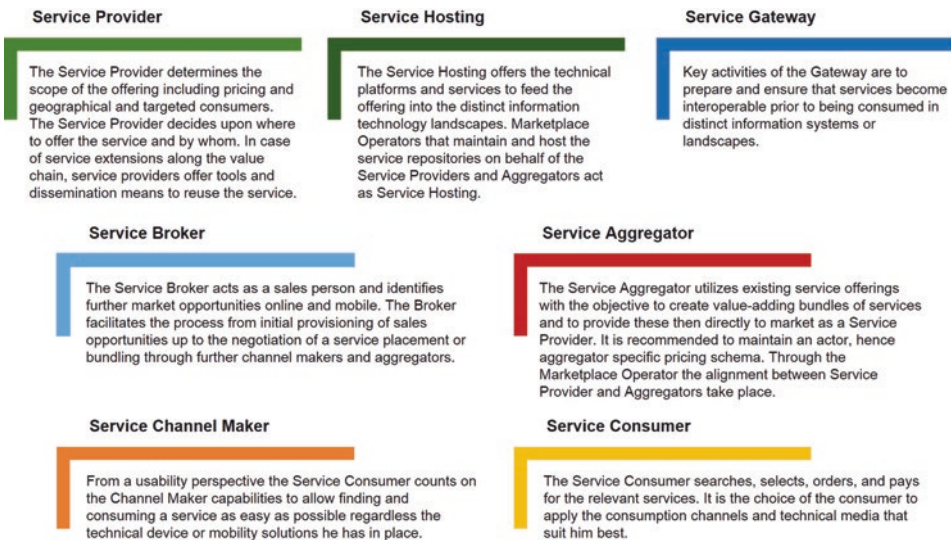 Service Provider
The Service Provider determines the
scope of the offering including pricing and
geographical and targeted consumers.
The Service Provider decides upon where
to offer the service and by whom. In case
of service extensions along the value
chain, service providers offer tools and
dissemination means to reuse the service.
Service Hosting
The Service Hosting offers the technical
platforms and services to feed the
offering into the distinct information
technology landscapes. Marketplace
Operators that maintain and host the
service repositories on behalf of the
Service Providers and Aggregators act
as Service Hosting.
Service Gateway
Key activities of the Gateway are to
prepare and ensure that services become
interoperable prior to being consumed in
distinct information systems or
landscapes.
Service Broker
The Service Broker acts as a sales person and identifies
further market opportunities online and mobile. The Broker
facilitates the process from initial provisioning of sales
opportunities up to the negotiation of a service placement or
bundling through further channel makers and aggregators.
Service Aggregator
The Service Aggregator utilizes existing service offerings
with the objective to create value-adding bundles of services
and to provide these then directly to market as a Service
Provider. It is recommended to maintain an actor, hence
aggregator specific pricing schema. Through the
Marketplace Operator the alignment between Service
Provider and Aggregators take place.
Service Channel Maker
From a usability perspective the Service Consumer counts on
the Channel Maker capabilities to allow finding and
consuming a service as easy as possible regardless the
technical device or mobility solutions he has in place.
Service Consumer
The Service Consumer searches, selects, orders, and pays
for the relevant services. It is the choice of the consumer to
apply the consumption channels and technical media that
suit him best.